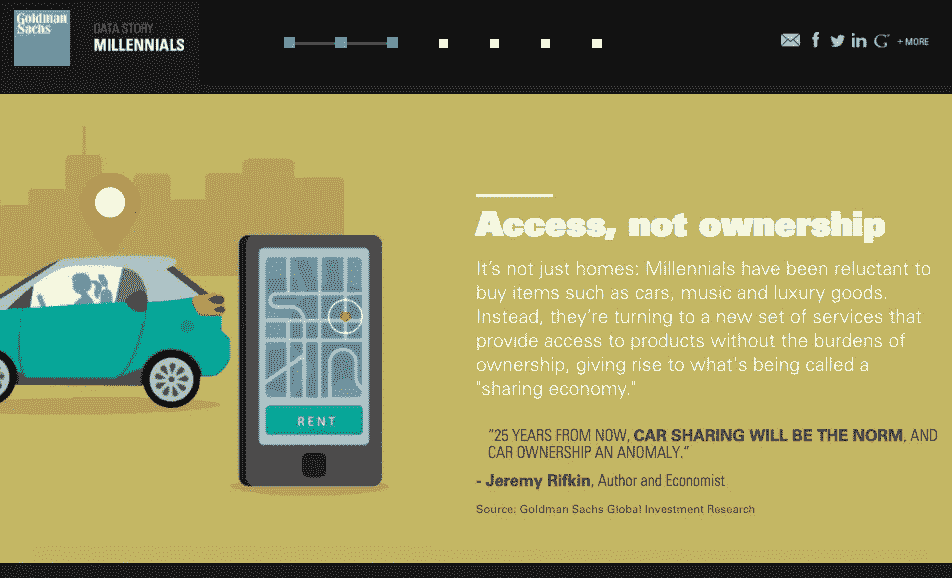 Goldman
Sachs
DATA STORY
MILLENNIALS
+ MORE
Access, not ownership
It's not just homes: Millennials have been reluctant to
buy items such as cars, music and luxury goods.
Instead, they're turning to a new set of services that
provide access to products without the burdens of
ownership, giving rise to what's being called a
"sharing economy."
RENT
"25 YEARS FROM NOW, CAR SHARING WILL BE THE NORM, AND
CAR OWNERSHIP AN ANOMALY."
- Jeremy Rifkin, Author and Economist
Source: Goldman Sachs Global Investment Research